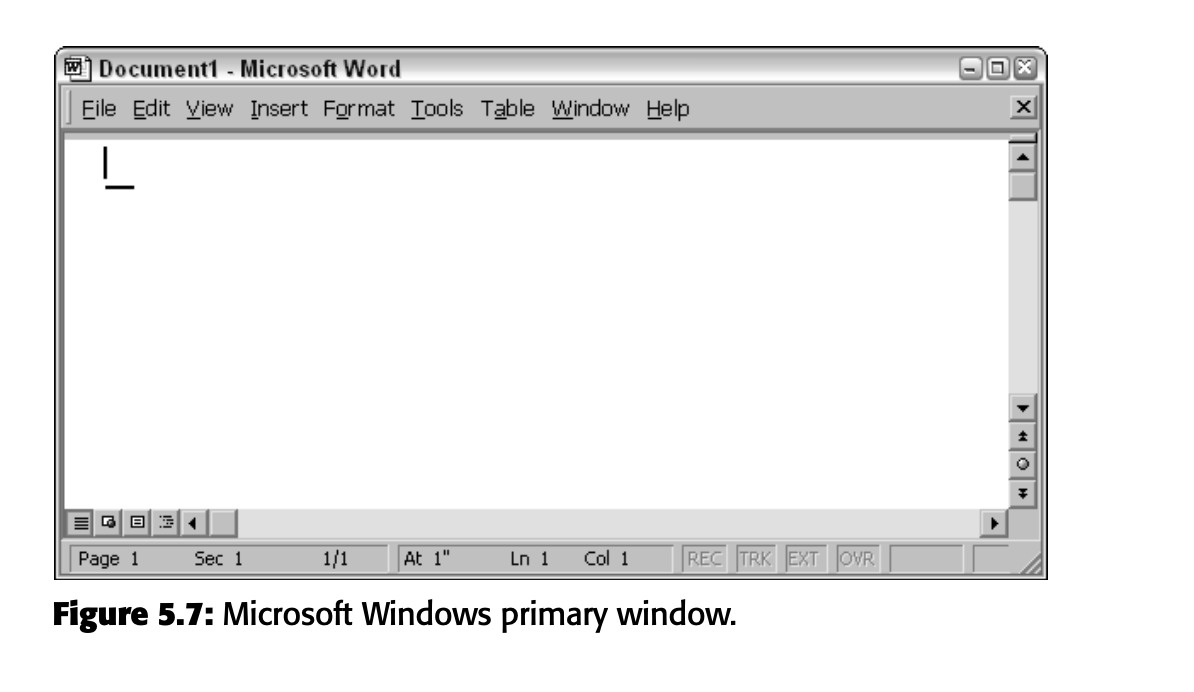 Document1 - Microsoft Word
File Edit View Insert Format Tools Table Window Help
Page 1 Sec 1 1/1 At 1" Ln 1 Col 1 REC TRK EXT OVR
Figure 5.7: Microsoft Windows primary window.